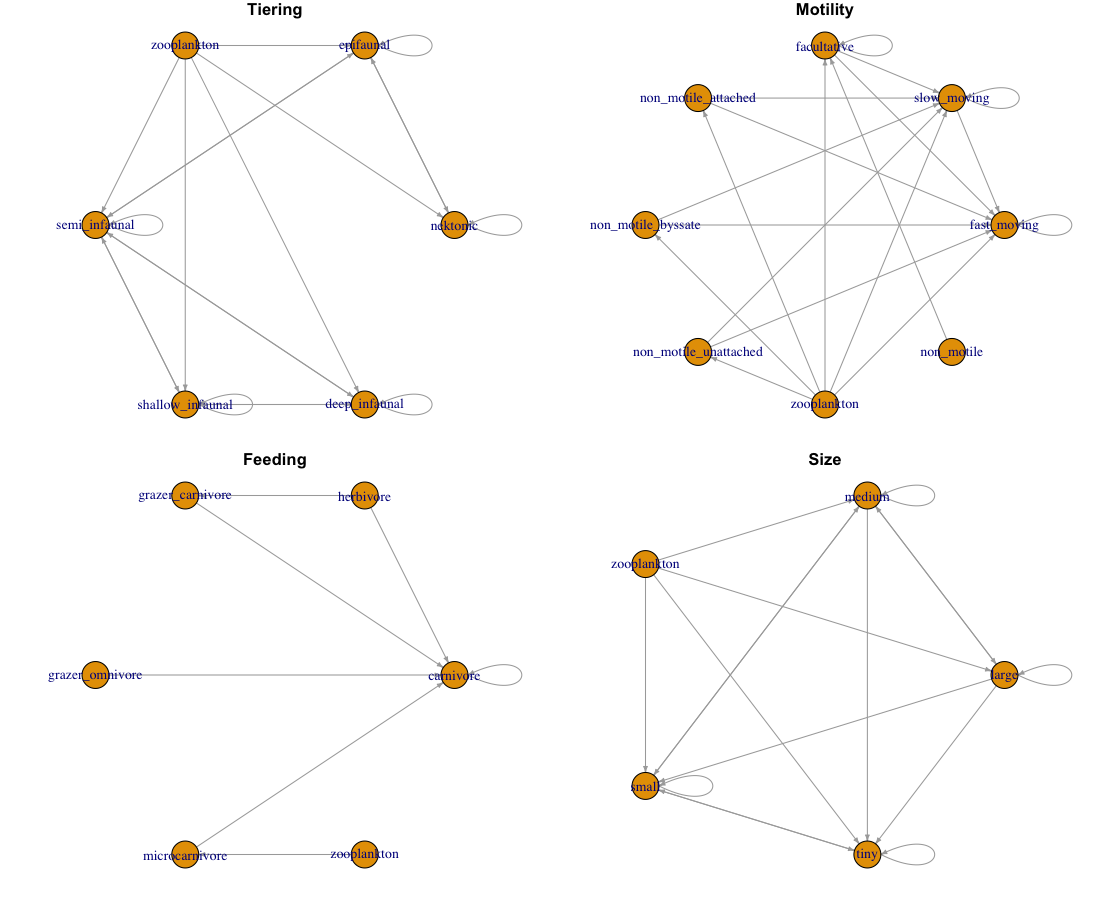 Tiering
zooplankton
epifaunal
semi_infaunal
nektonic
shallow_infaunal
deep_infaunal
Motility
facultative
non_motile_attached
slow_moving
non_motile_byssate
fast_moving
non_motile_unattached
non_motile
zooplankton
Feeding
grazer_carnivore
herbivore
grazer_omnivore
carnivore
microcarnivore
zooplankton
Size
medium
zooplankton
large
small
tiny